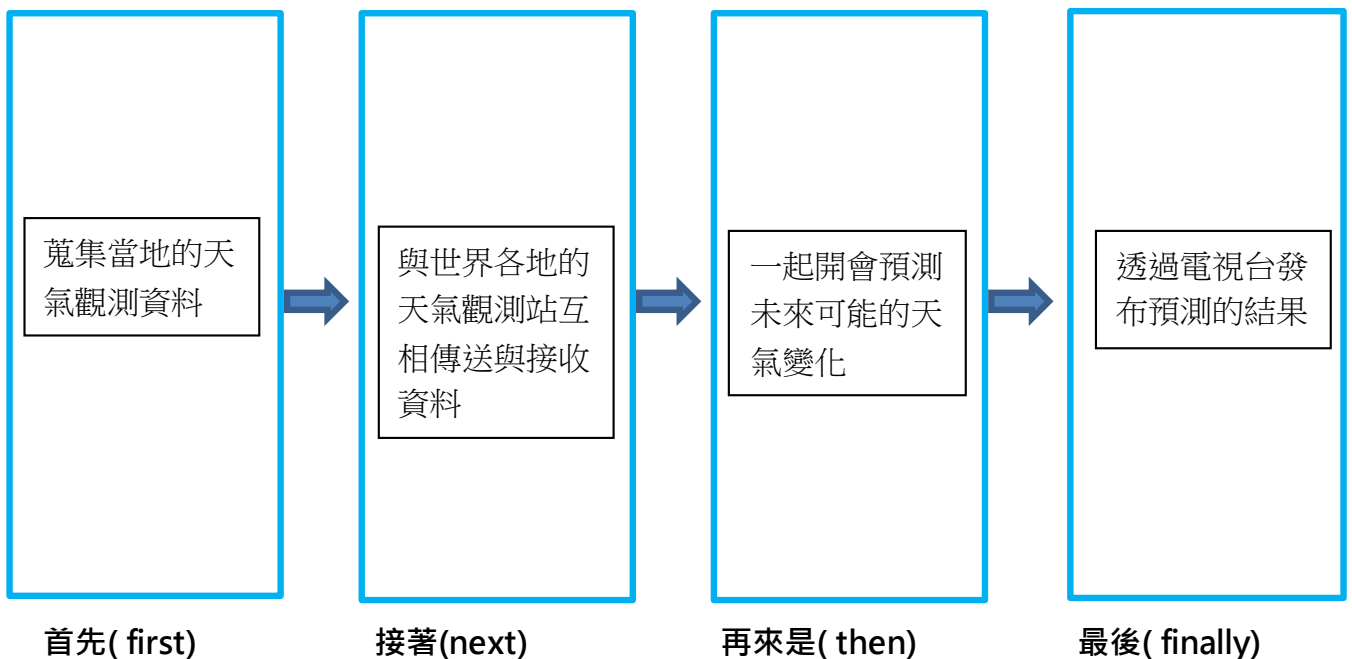 蒐集當地的天
氣觀測資料
與世界各地的
天氣觀測站互
相傳送與接收
資料
一起開會預測
未來可能的天
氣變化
透過電視台發
布預測的結果
首先( first)
接著(next)
再來是( then)
最後( finally)